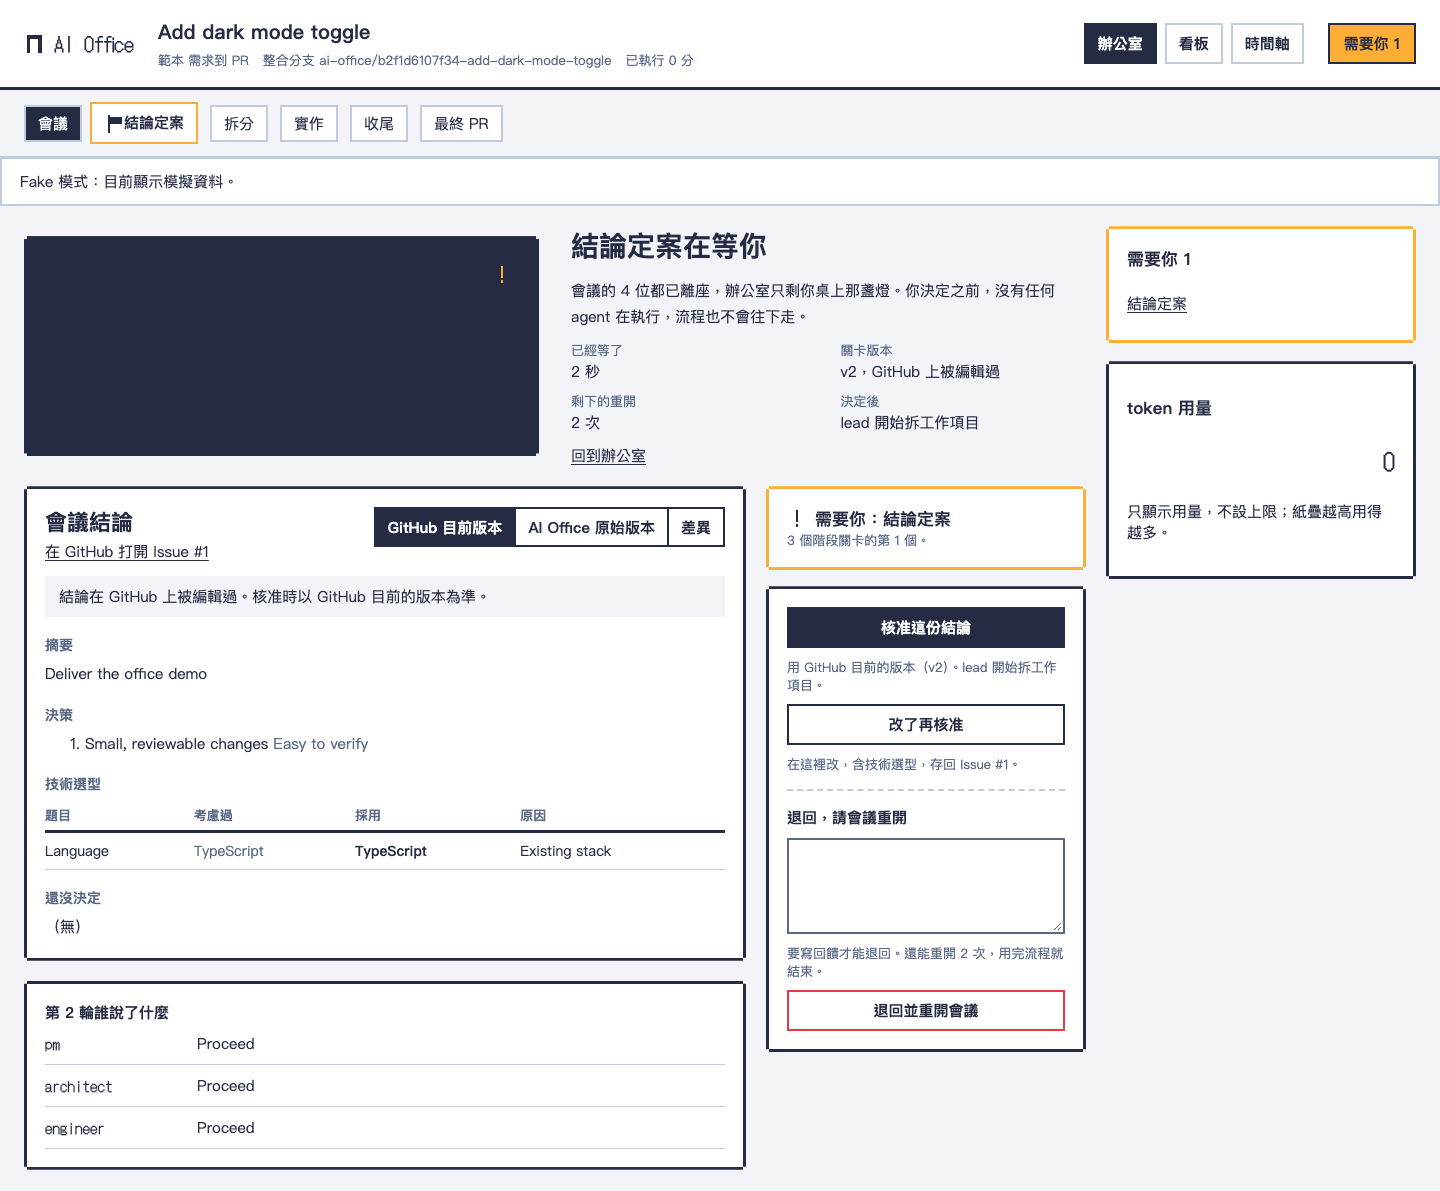 AI Office
Add dark mode toggle
範本 需求到 PR 整合分支 ai-office/b2f1d6107f34-add-dark-mode-toggle 已執行 0 分
辦公室
看板
時間軸
需要你 1
會議
結論定案
拆分
實作
收尾
最終 PR
Fake 模式：目前顯示模擬資料。
!
結論定案在等你
會議的 4 位都已離座，辦公室只剩你桌上那盞燈。你決定之前，沒有任何
agent 在執行，流程也不會往下走。
已經等了
2 秒
關卡版本
v2，GitHub 上被編輯過
剩下的重開
2 次
決定後
lead 開始拆工作項目
回到辦公室
需要你 1
結論定案
token 用量
0
只顯示用量，不設上限；紙疊越高用得
越多。
會議結論
在 GitHub 打開 Issue #1
GitHub 目前版本
AI Office 原始版本
差異
結論在 GitHub 上被編輯過。核准時以 GitHub 目前的版本為準。
摘要
Deliver the office demo
決策
1. Small, reviewable changes Easy to verify
技術選型
題目 考慮過 採用 原因
Language TypeScript TypeScript Existing stack
還沒決定
（無）
第 2 輪誰說了什麼
pm Proceed
architect Proceed
engineer Proceed
! 需要你：結論定案
3 個階段關卡的第 1 個。
核准這份結論
用 GitHub 目前的版本（v2）。lead 開始拆工作
項目。
改了再核准
在這裡改，含技術選型，存回 Issue #1。
退回，請會議重開
要寫回饋才能退回。還能重開 2 次，用完流程就
結束。
退回並重開會議